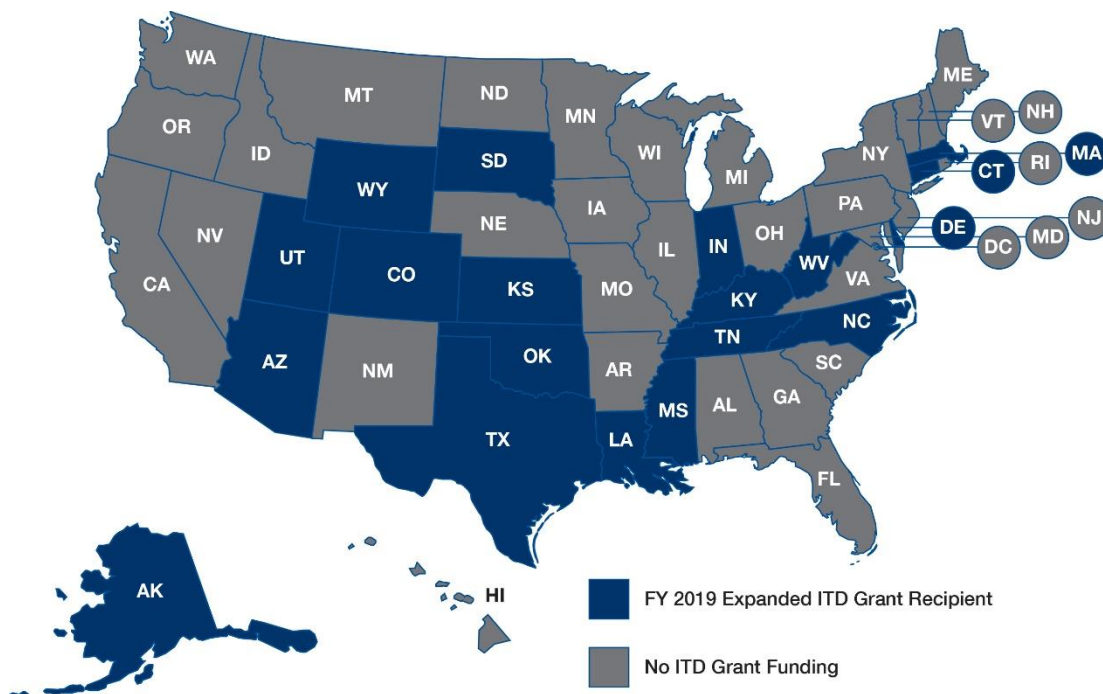 WA
MT
ND
MN
ME
OR
ID
SD
WI
MI
NY
VT
NH
WY
CT
RI
MA
NE
IA
PA
NV
UT
CO
IL
IN
OH
DE
NJ
DC
MD
CA
KS
MO
WV
VA
KY
AZ
NM
OK
AR
TN
NC
SC
TX
LA
MS
AL
GA
FL
AK
HI
FY 2019 Expanded ITD Grant Recipient
No ITD Grant Funding